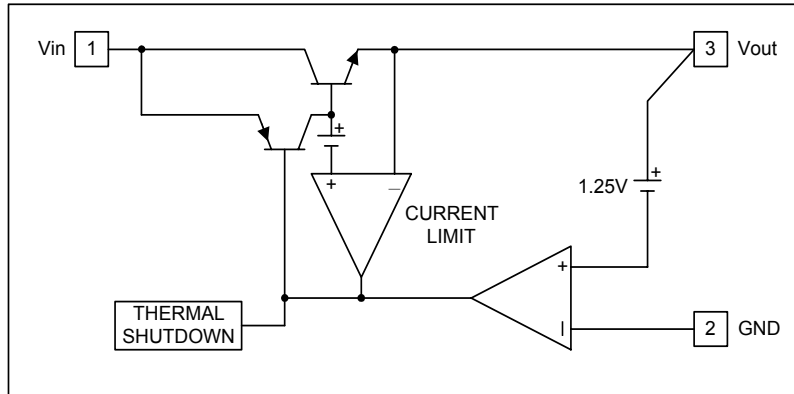 Vin 1
3 Vout
+
+ −
1.25V +
CURRENT
LIMIT
+
THERMAL
SHUTDOWN
−
2 GND